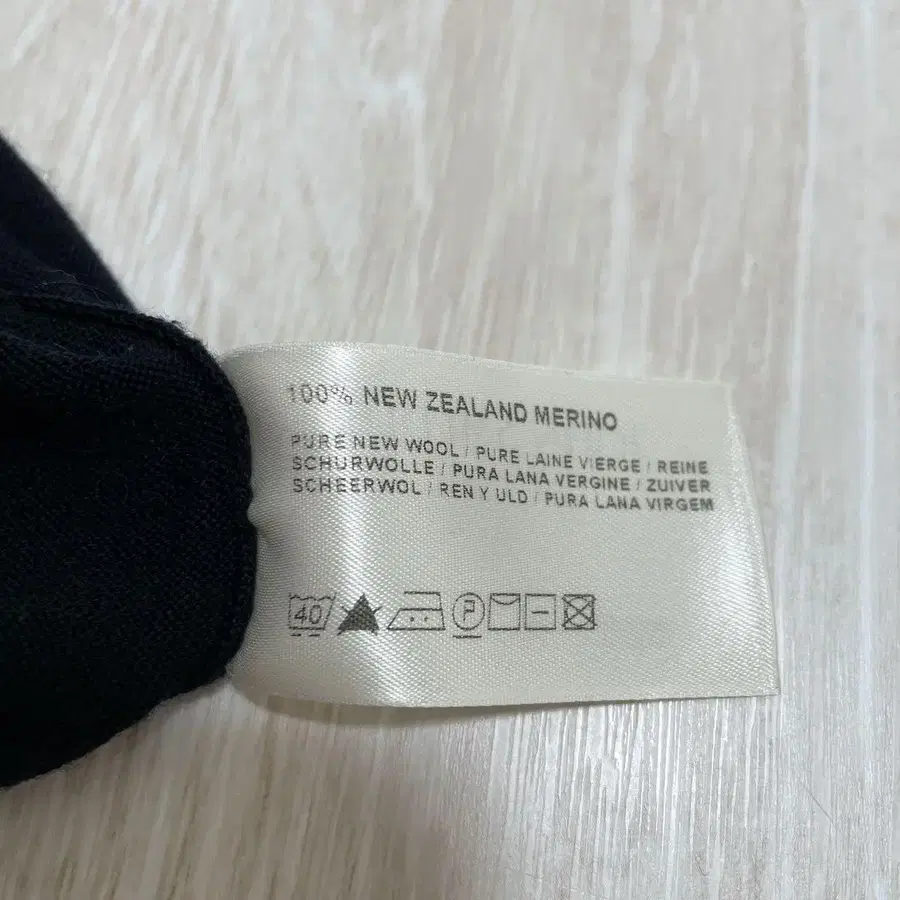 100% NEW ZEALAND MERINO
PURE NEW WOOL / PURE LAINE VIERGE / REINE
SCHURWOLLE / PURA LANA VERGINE / ZUIVER
SCHEERWOL / REN Y ULD / PURA LANA VIRGEM
40 P